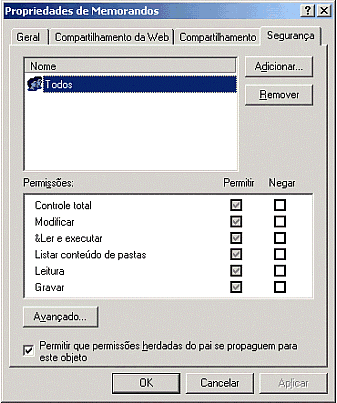 Propriedades de Memorandos
Geral Compartilhamento da Web Compartilhamento Segurança
Nome
Todos
Adicionar...
Remover
Permissões: Permitir Negar
Controle total
Modificar
&Ler e executar
Listar conteúdo de pastas
Leitura
Gravar
Avançado...
Permitir que permissões herdadas do pai se propaguem para
este objeto
OK Cancelar Aplicar